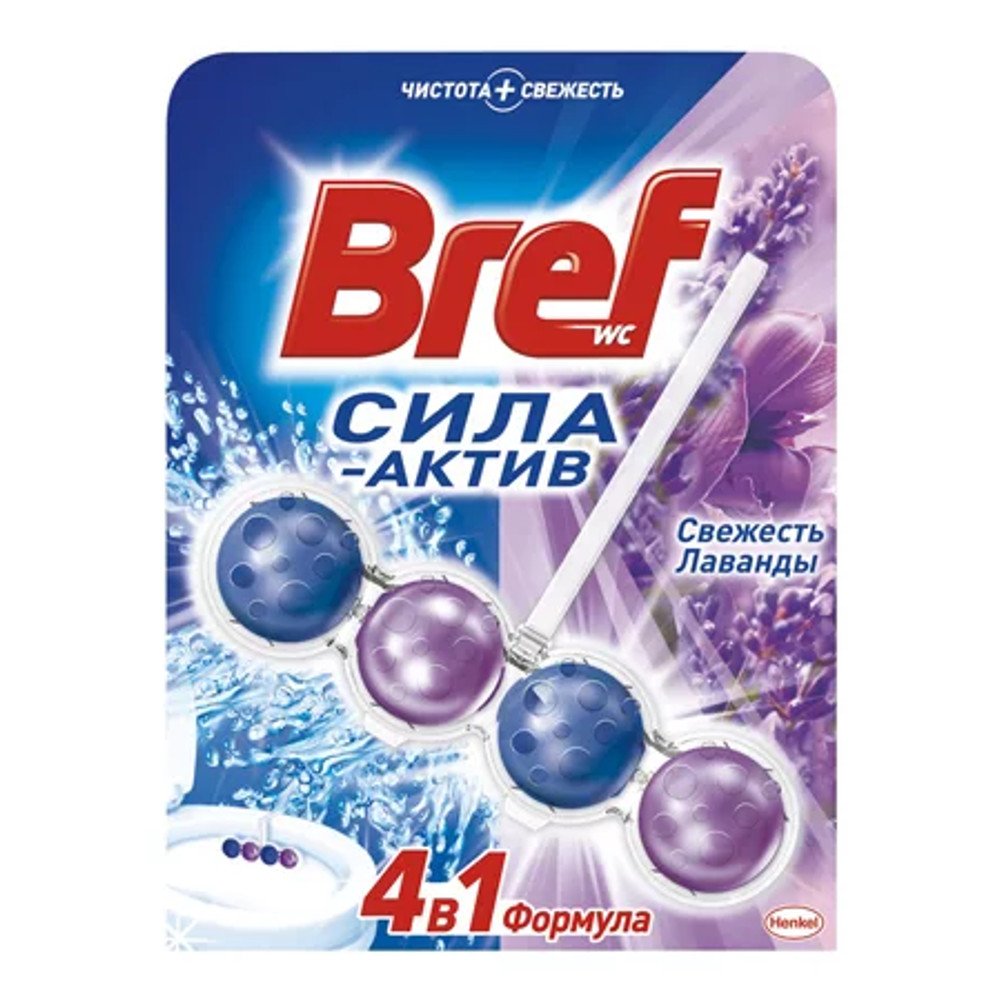 ЧИСТОТА + СВЕЖЕСТЬ
Bref
WC
СИЛА
-АКТИВ
Свежесть
Лаванды
4в1 Формула
Henkel